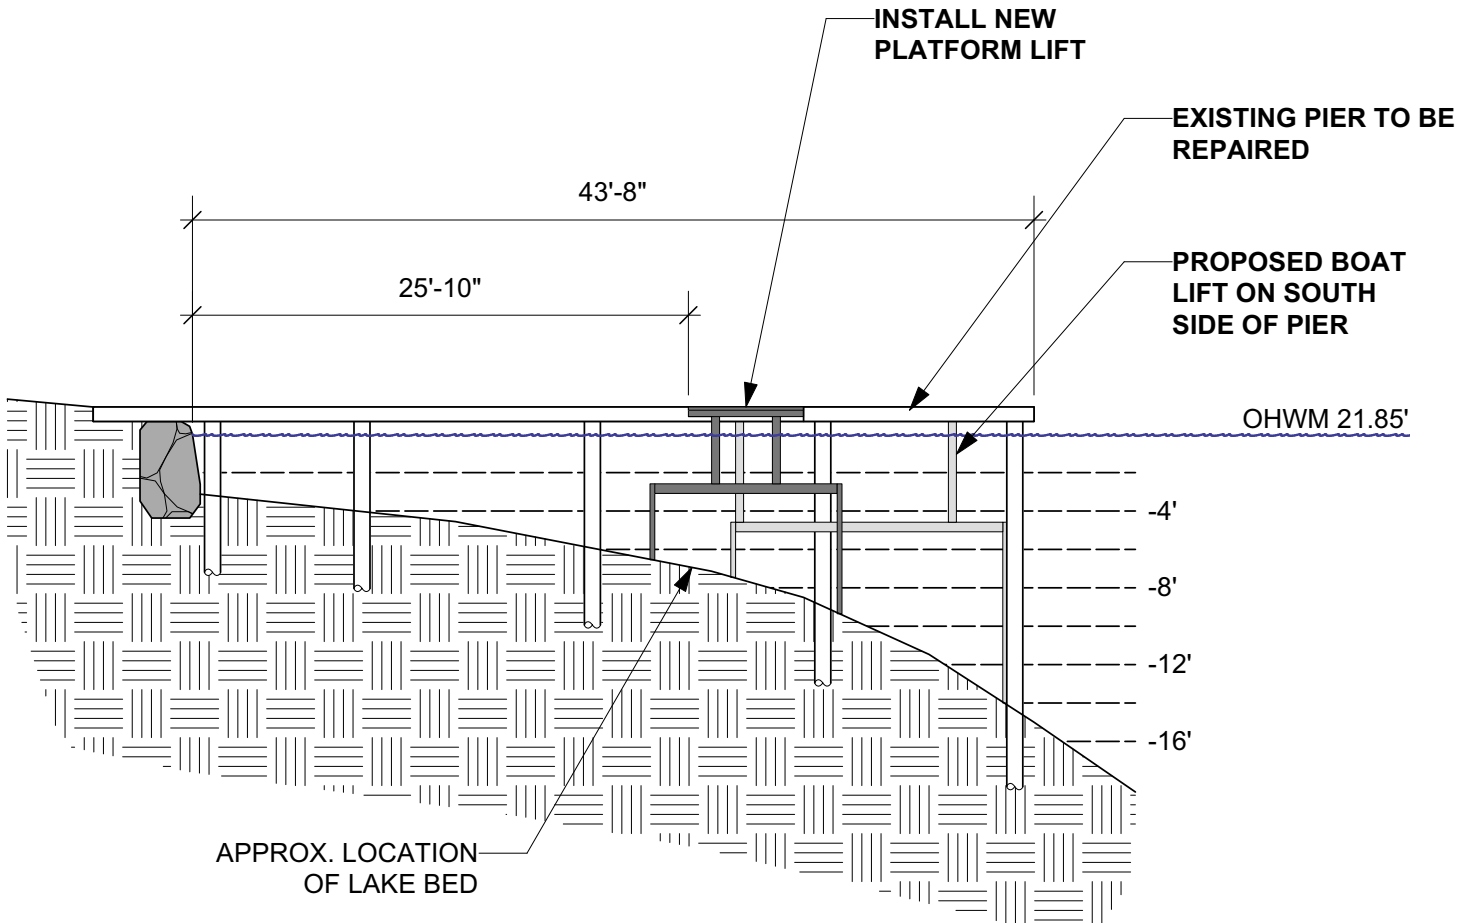 INSTALL NEW
PLATFORM LIFT
EXISTING PIER TO BE
REPAIRED
43'-8"
PROPOSED BOAT
LIFT ON SOUTH
SIDE OF PIER
25'-10"
OHWM 21.85'
-4'
-8'
-12'
-16'
APPROX. LOCATION
OF LAKE BED